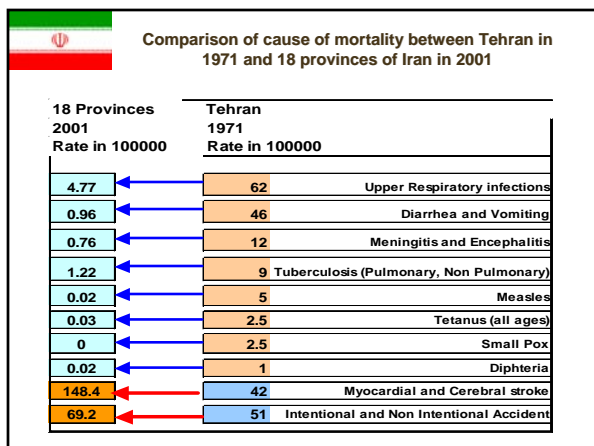 Comparison of cause of mortality between Tehran in
1971 and 18 provinces of Iran in 2001
18 Provinces Tehran
2001 1971
Rate in 100000 Rate in 100000
4.77 62 Upper Respiratory infections
0.96 46 Diarrhea and Vomiting
0.76 12 Meningitis and Encephalitis
1.22 9 Tuberculosis (Pulmonary, Non Pulmonary)
0.02 5 Measles
0.03 2.5 Tetanus (all ages)
0 2.5 Small Pox
0.02 1 Diphteria
148.4 42 Myocardial and Cerebral stroke
69.2 51 Intentional and Non Intentional Accident